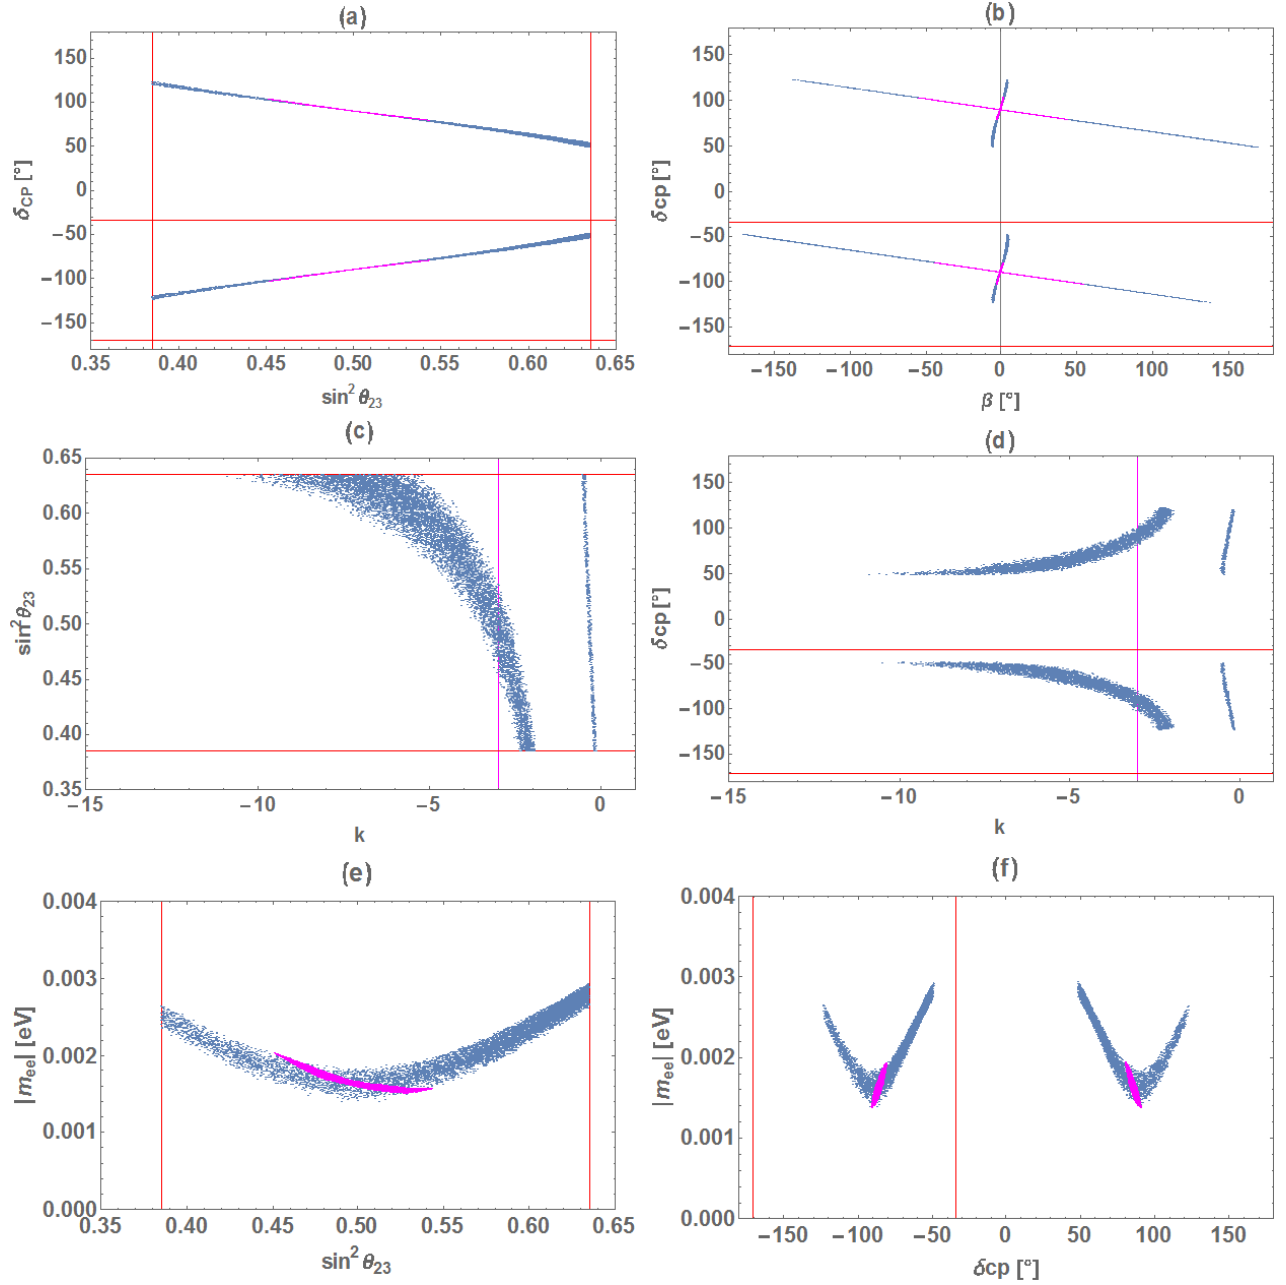 (a)
150
100
50
0
−50
−100
−150
δCP [°]
0.35 0.40 0.45 0.50 0.55 0.60 0.65
sin² θ₂₃
(b)
150
100
50
0
−50
−100
−150
δcp [°]
−150 −100 −50 0 50 100 150
β [°]
(c)
0.65
0.60
0.55
0.50
0.45
0.40
0.35
sin² θ₂₃
−15 −10 −5 0
k
(d)
150
100
50
0
−50
−100
−150
δcp [°]
−15 −10 −5 0
k
(e)
0.004
0.003
0.002
0.001
0.000
|mee| [eV]
0.35 0.40 0.45 0.50 0.55 0.60 0.65
sin² θ₂₃
(f)
0.004
0.003
0.002
0.001
0.000
|mee| [eV]
−150 −100 −50 0 50 100 150
δcp [°]